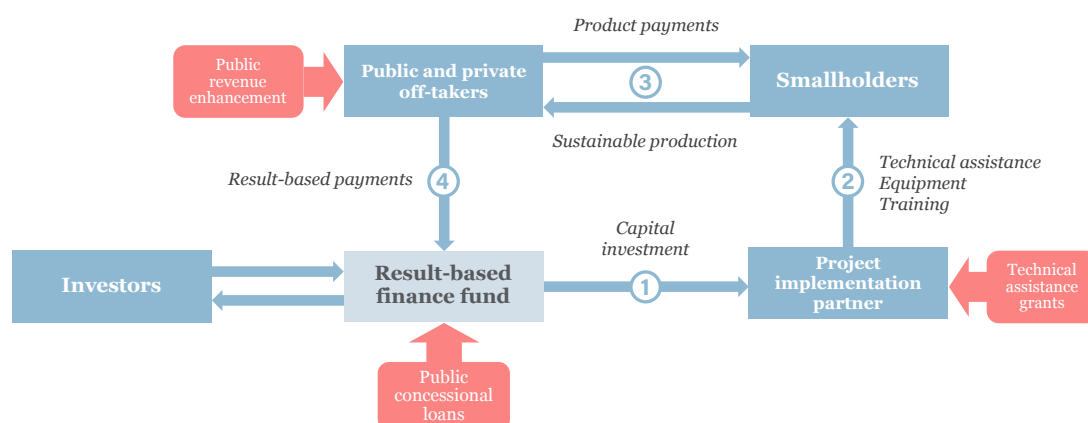 Product payments
Public
revenue
enhancement
Public and private
off-takers
3
Smallholders
Sustainable production
Result-based payments
4
2
Technical assistance
Equipment
Training
Capital
investment
Investors
Result-based
finance fund
1
Project
implementation
partner
Technical
assistance
grants
Public
concessional
loans